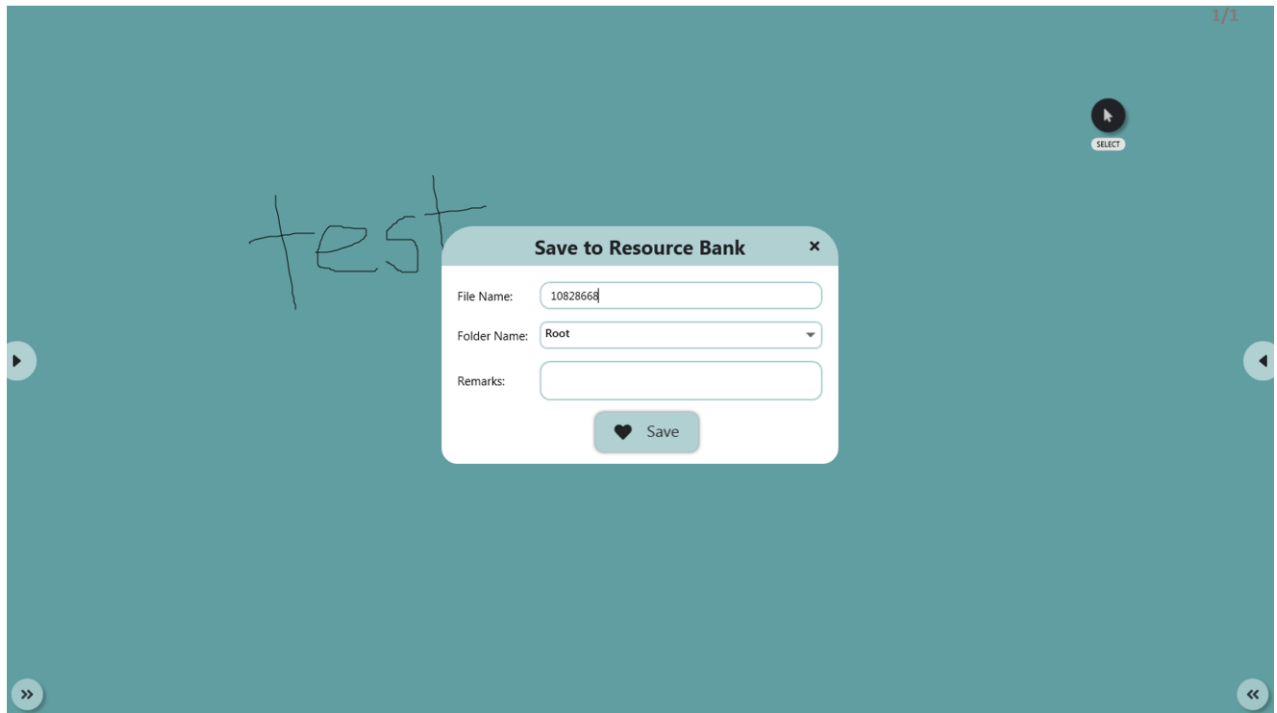 1/1
SELECT
test
Save to Resource Bank
File Name: 10828668
Folder Name: Root
Remarks:
Save